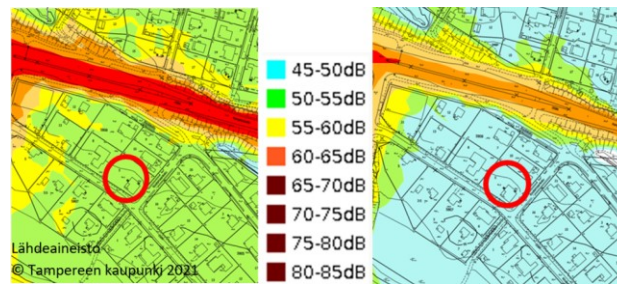 45-50dB
50-55dB
55-60dB
60-65dB
65-70dB
70-75dB
75-80dB
80-85dB
Lähdeaineisto
© Tampereen kaupunki 2021